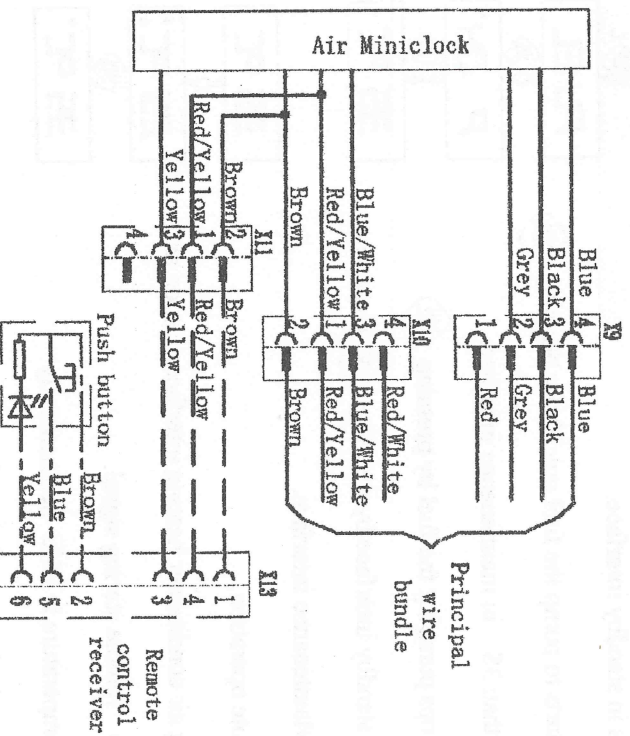 Air Miniclock
X9
Blue
4
Blue
Black
3
Black
Grey
2
Grey
1
Red
X10
4
Red/White
Blue/White
3
Blue/White
Red/Yellow
1
Red/Yellow
Brown
2
Brown
Principal
wire
bundle
X11
Brown
2
Brown
Red/Yellow
1
Red/Yellow
Yellow
3
Yellow
4
Push button
Brown
Blue
Yellow
X13
1
4
3
2
5
6
Remote
control
receiver